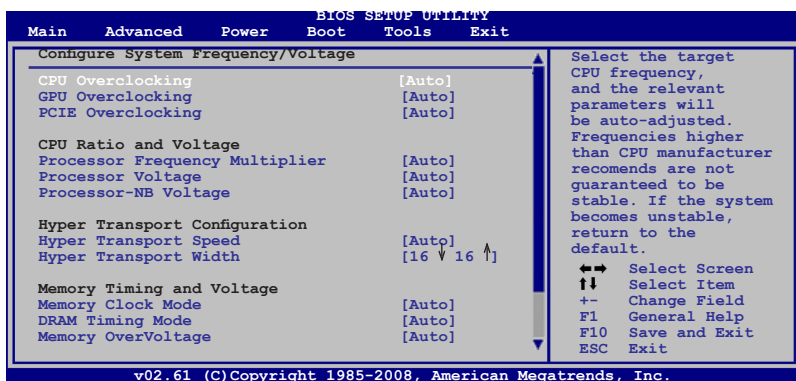 BIOS SETUP UTILITY
Main Advanced Power Boot Tools Exit
Configure System Frequency/Voltage
CPU Overclocking [Auto]
GPU Overclocking [Auto]
PCIE Overclocking [Auto]
CPU Ratio and Voltage
Processor Frequency Multiplier [Auto]
Processor Voltage [Auto]
Processor-NB Voltage [Auto]
Hyper Transport Configuration
Hyper Transport Speed [Auto]
Hyper Transport Width [16 ↓ 16 ↑]
Memory Timing and Voltage
Memory Clock Mode [Auto]
DRAM Timing Mode [Auto]
Memory OverVoltage [Auto]
Select the target
CPU frequency,
and the relevant
parameters will
be auto-adjusted.
Frequencies higher
than CPU manufacturer
recomends are not
guaranteed to be
stable. If the system
becomes unstable,
return to the
default.
←→ Select Screen
↑↓ Select Item
+- Change Field
F1 General Help
F10 Save and Exit
ESC Exit
v02.61 (C)Copyright 1985-2008, American Megatrends, Inc.